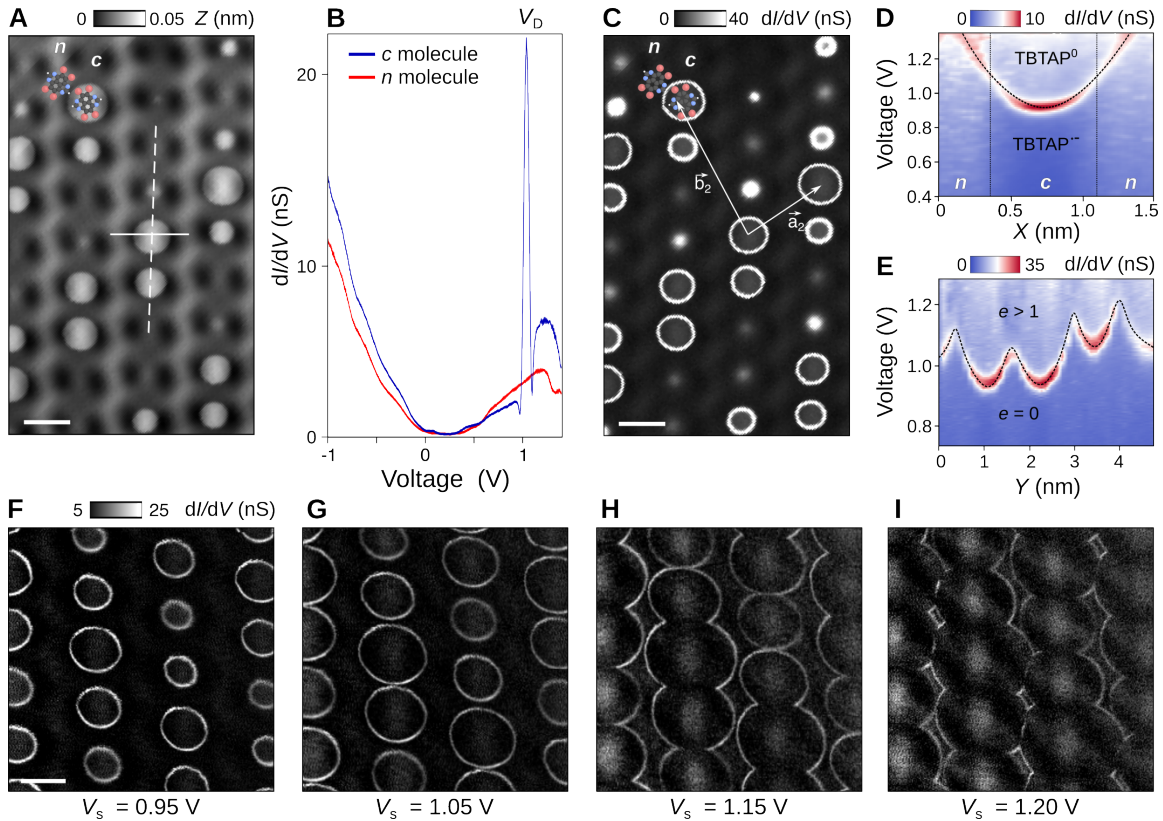 A
0 0.05 Z (nm)
n
c
B
V_D
c molecule
n molecule
20
10
0
dI/dV (nS)
-1 0 1
Voltage (V)
C
0 40 dI/dV (nS)
n
c
b₂
a₂
D
0 10 dI/dV (nS)
1.2
1.0
0.8
0.6
0.4
Voltage (V)
TBTAP⁰
TBTAP·⁻
n c n
0 0.5 1.0 1.5
X (nm)
E
0 35 dI/dV (nS)
1.2
1.0
0.8
Voltage (V)
e > 1
e = 0
0 1 2 3 4
Y (nm)
F
5 25 dI/dV (nS)
Vₛ = 0.95 V
G
Vₛ = 1.05 V
H
Vₛ = 1.15 V
I
Vₛ = 1.20 V